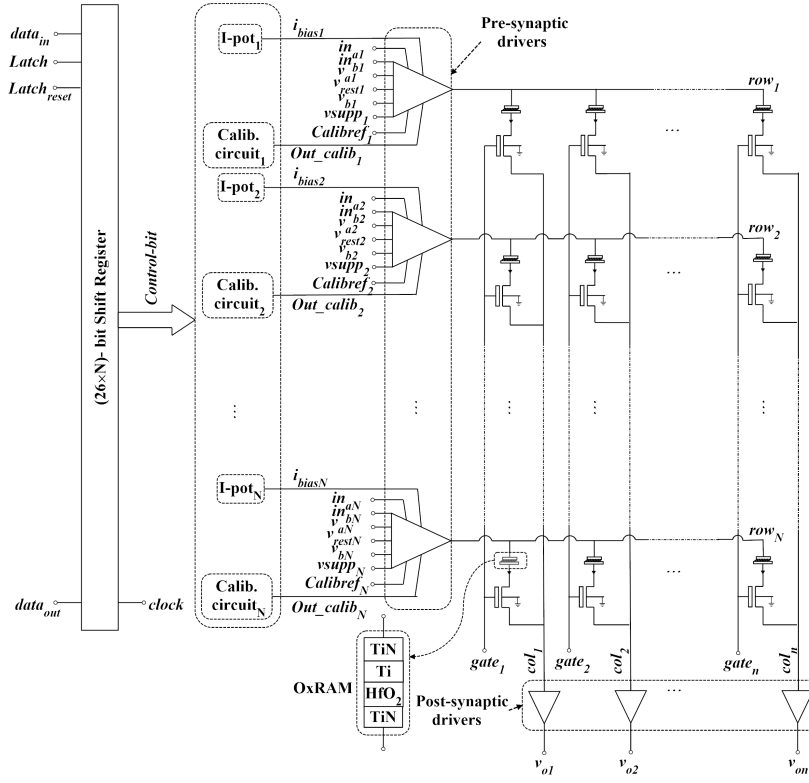 data_in
Latch
Latch_reset
(26×N)- bit Shift Register
data_out
clock
Control-bit
I-pot_1
i_bias1
Calib.
circuit_1
Out_calib_1
in_a1
in_b1
v_a1
v_rest1
v_b1
vsupp_1
Calibref_1
Pre-synaptic
drivers
row_1
...
I-pot_2
i_bias2
Calib.
circuit_2
Out_calib_2
in_a2
in_b2
v_a2
v_rest2
v_b2
vsupp_2
Calibref_2
row_2
...
I-pot_N
i_biasN
Calib.
circuit_N
Out_calib_N
in_aN
in_bN
v_aN
v_restN
v_bN
vsupp_N
Calibref_N
row_N
...
OxRAM
TiN
Ti
HfO_2
TiN
gate_1
col_1
gate_2
col_2
gate_n
col_n
Post-synaptic
drivers
...
v_o1
v_o2
v_on